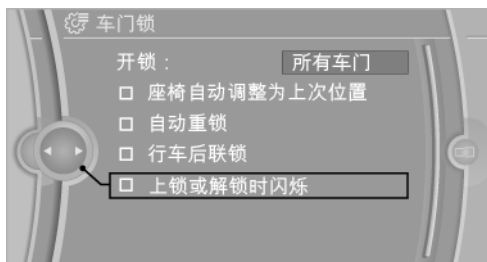 车门锁
开锁： 所有车门
座椅自动调整为上次位置
自动重锁
行车后联锁
上锁或解锁时闪烁